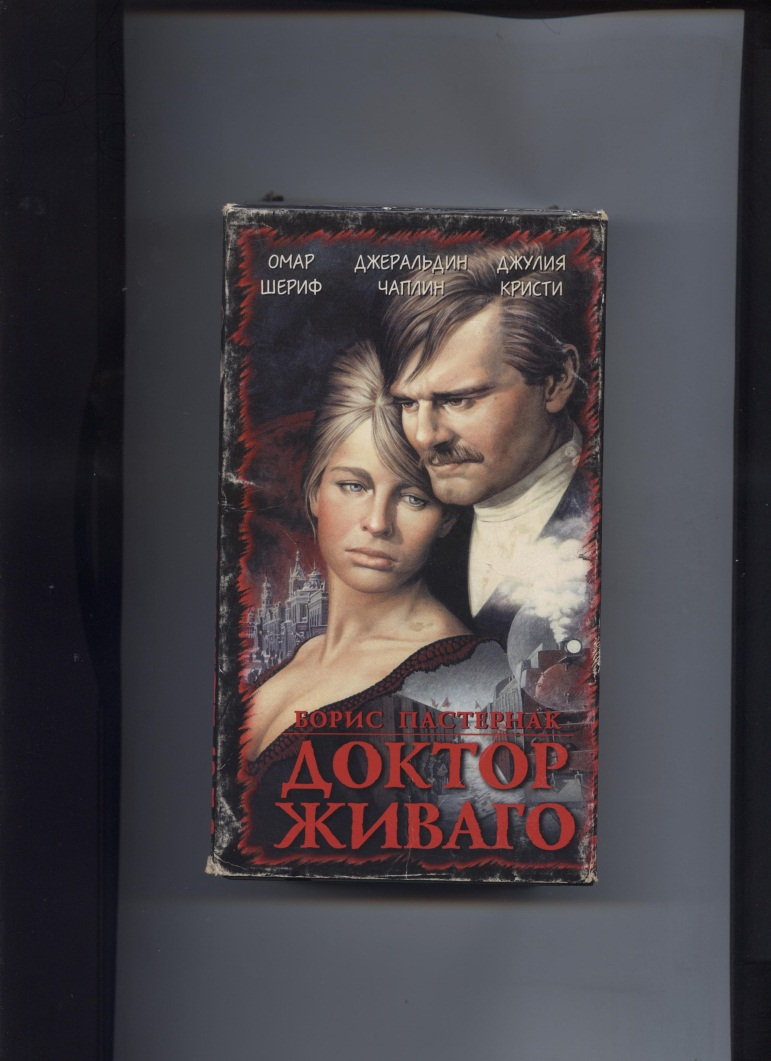 ОМАР ДЖЕРАЛЬДИН ДЖУЛИЯ
ШЕРИФ ЧАПЛИН КРИСТИ
БОРИС ПАСТЕРНАК
ДОКТОР
ЖИВАГО